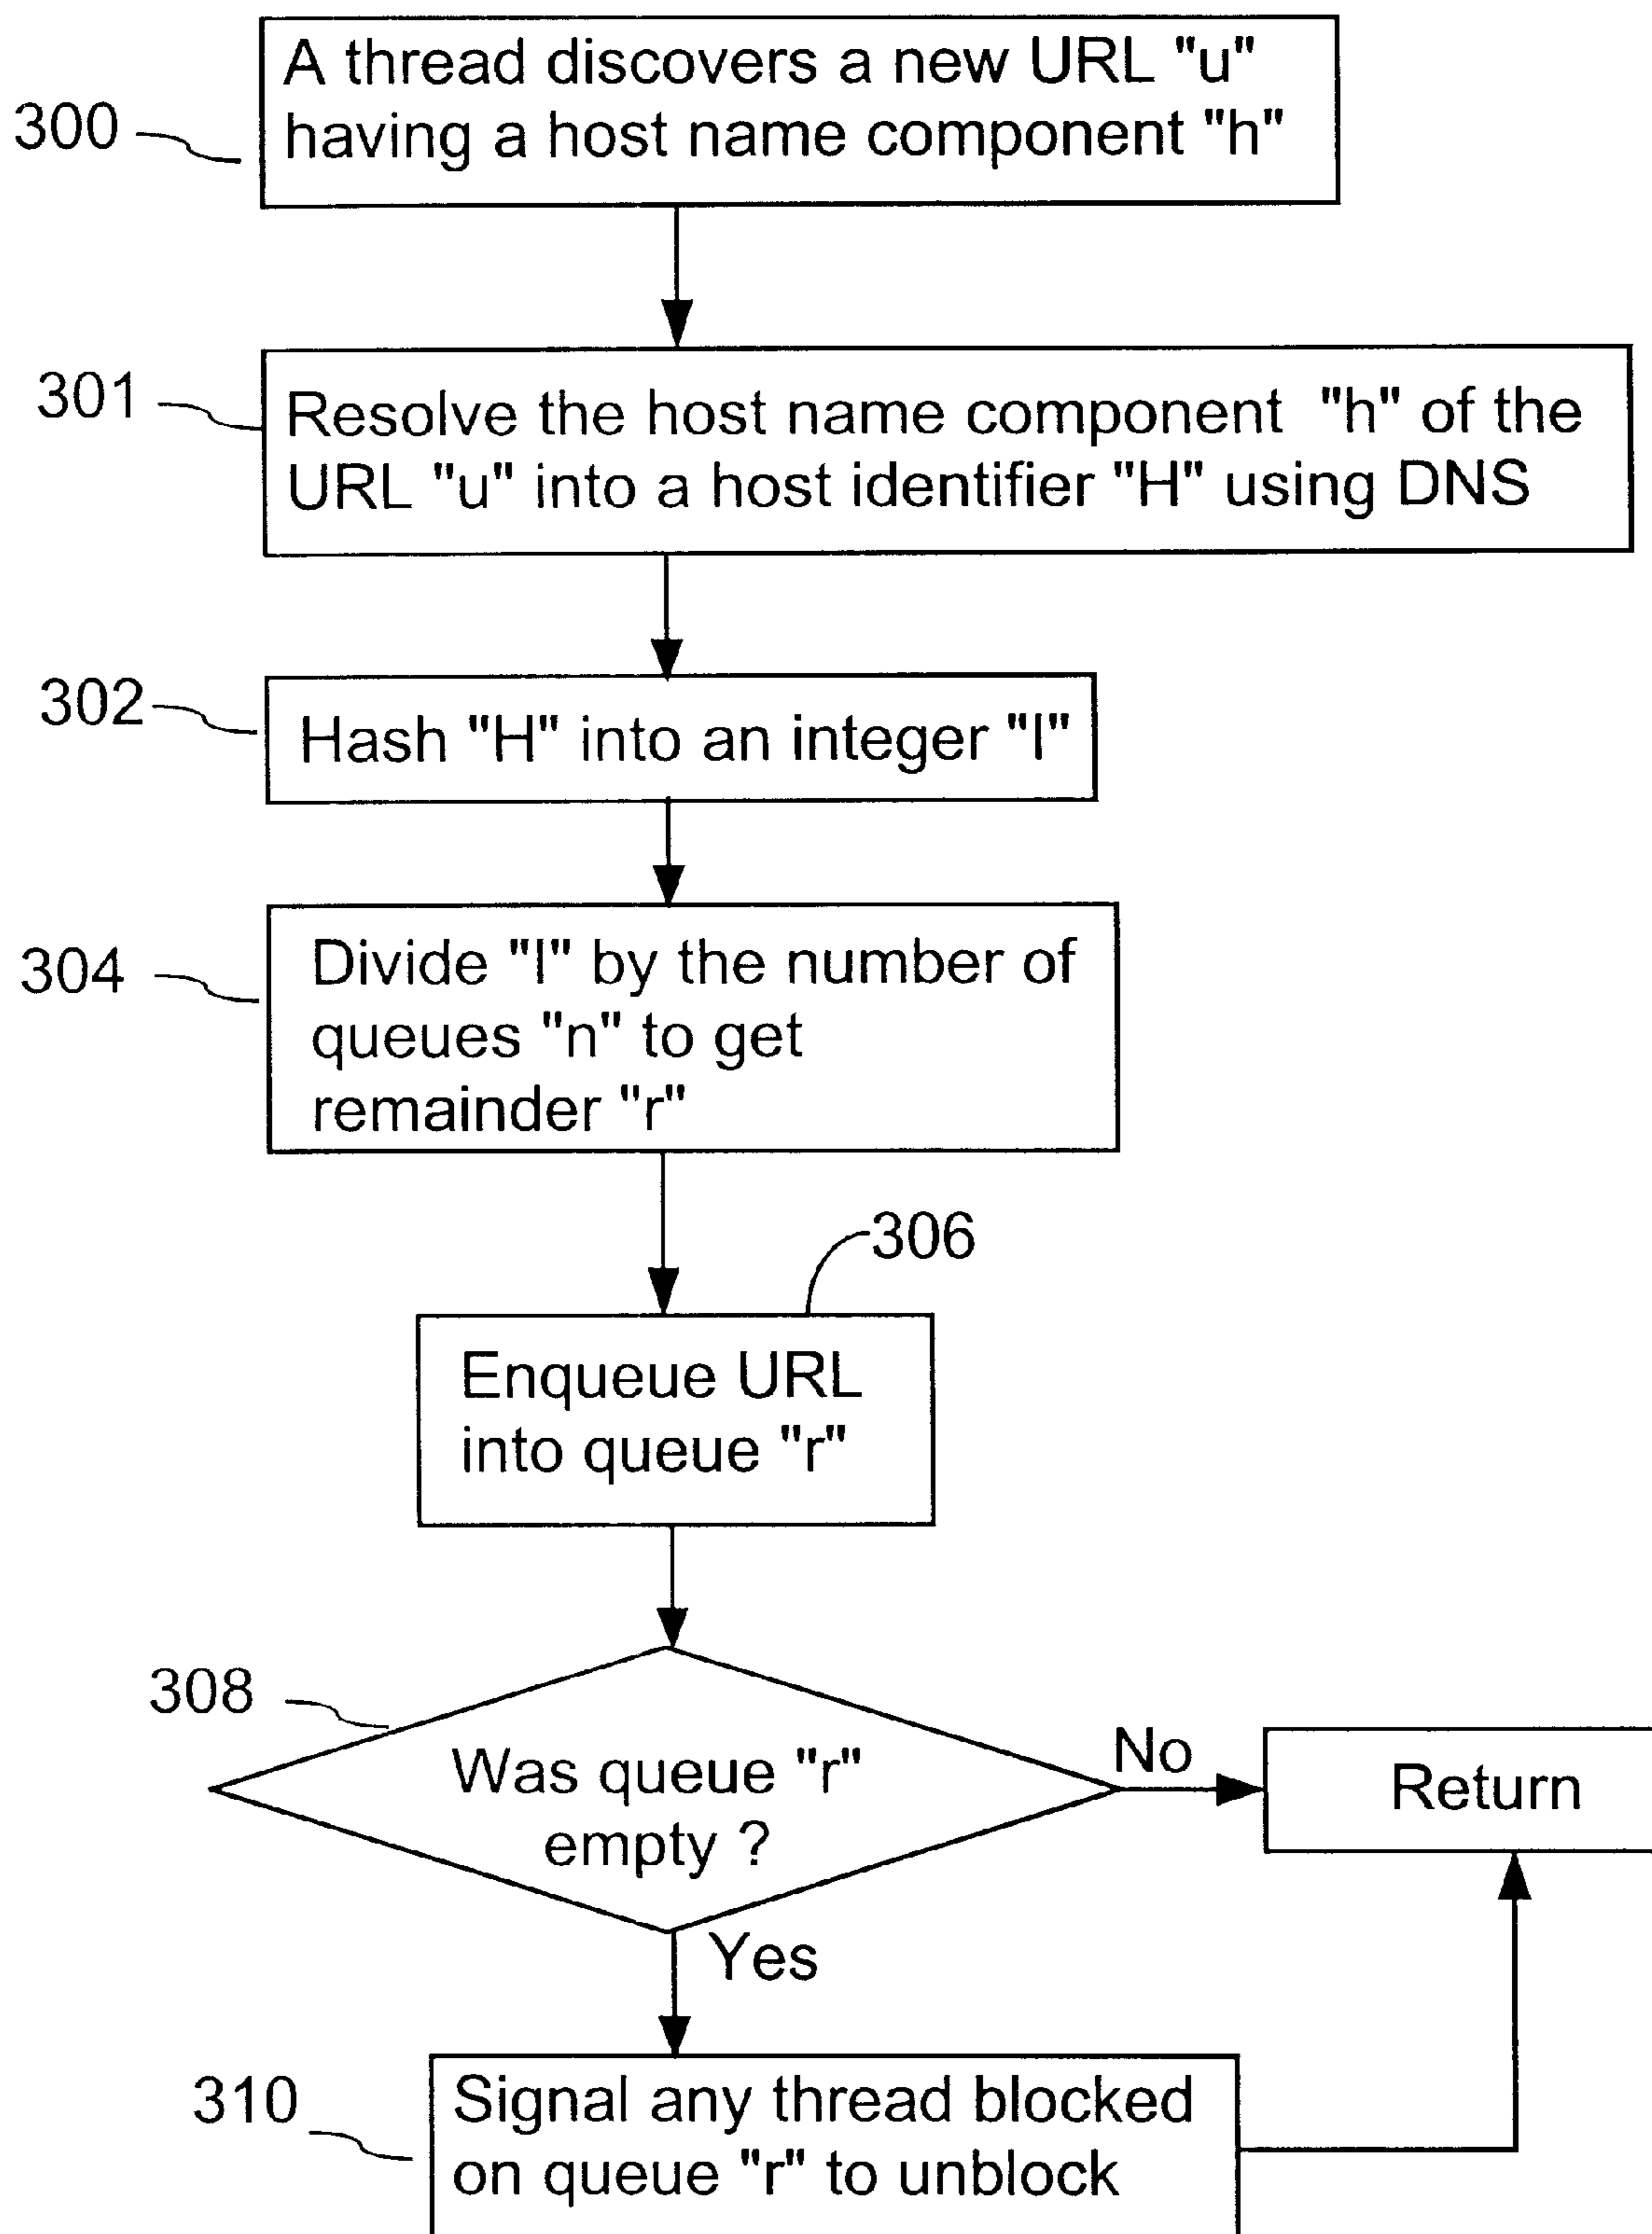 A thread discovers a new URL "u"
having a host name component "h"
300
301
Resolve the host name component "h" of the
URL "u" into a host identifier "H" using DNS
302
Hash "H" into an integer "I"
304
Divide "I" by the number of
queues "n" to get
remainder "r"
306
Enqueue URL
into queue "r"
308
Was queue "r"
empty ?
No
Return
Yes
310
Signal any thread blocked
on queue "r" to unblock